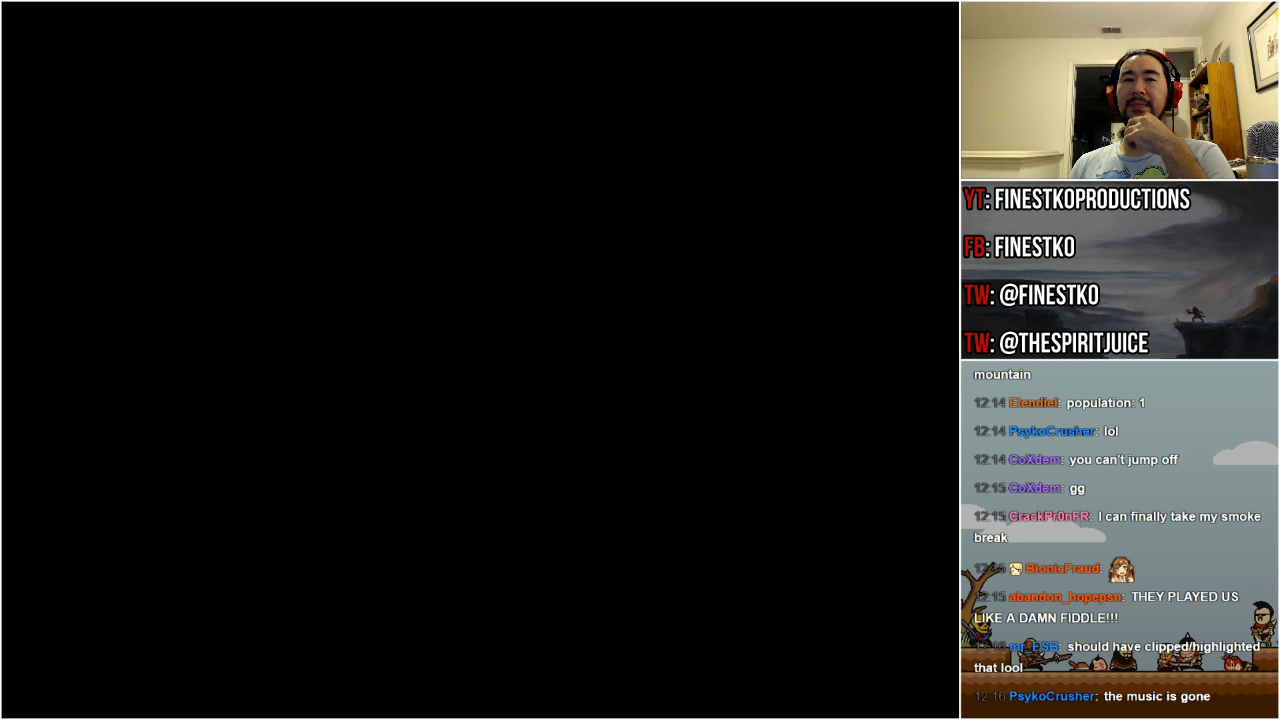 YT: FINESTKOPRODUCTIONS
FB: FINESTKO
TW: @FINESTKO
TW: @THESPIRITJUICE
mountain
12:14 Elendiel: population: 1
12:14 PsykoCrusher: lol
12:14 CoXdem: you can't jump off
12:15 CoXdem: gg
12:15 CrackPr0nFR: I can finally take my smoke
break
12:15 BionicFraud:
12:15 abandon_hopepsn: THEY PLAYED US
LIKE A DAMN FIDDLE!!!
mr_ESB: should have clipped/highlighted
that lool
12:16 PsykoCrusher: the music is gone